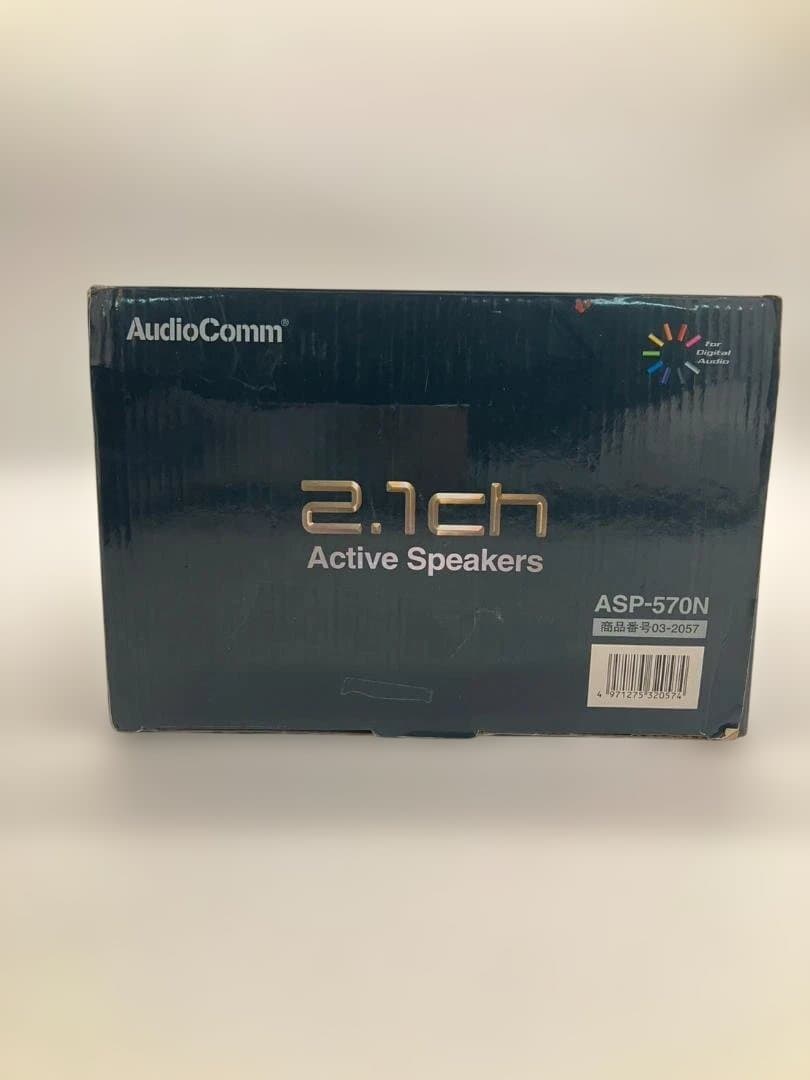 AudioComm®
for
Digital
Audio
2.1ch
Active Speakers
ASP-570N
商品番号03-2057
4 971275 320574